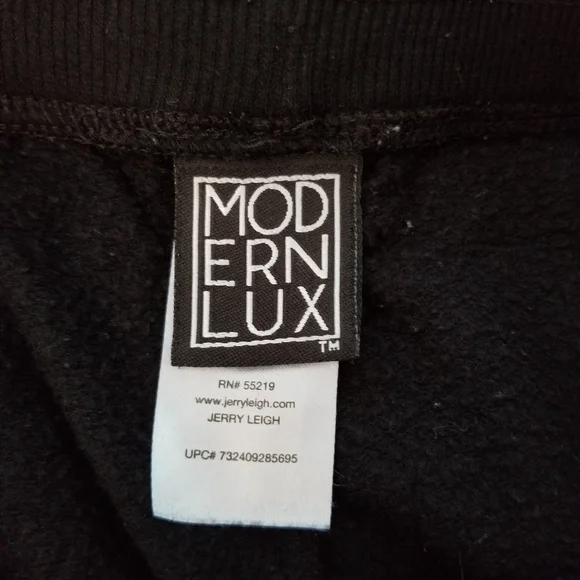 MOD
ERN
LUX
TM
RN# 55219
www.jerryleigh.com
JERRY LEIGH
UPC# 732409285695